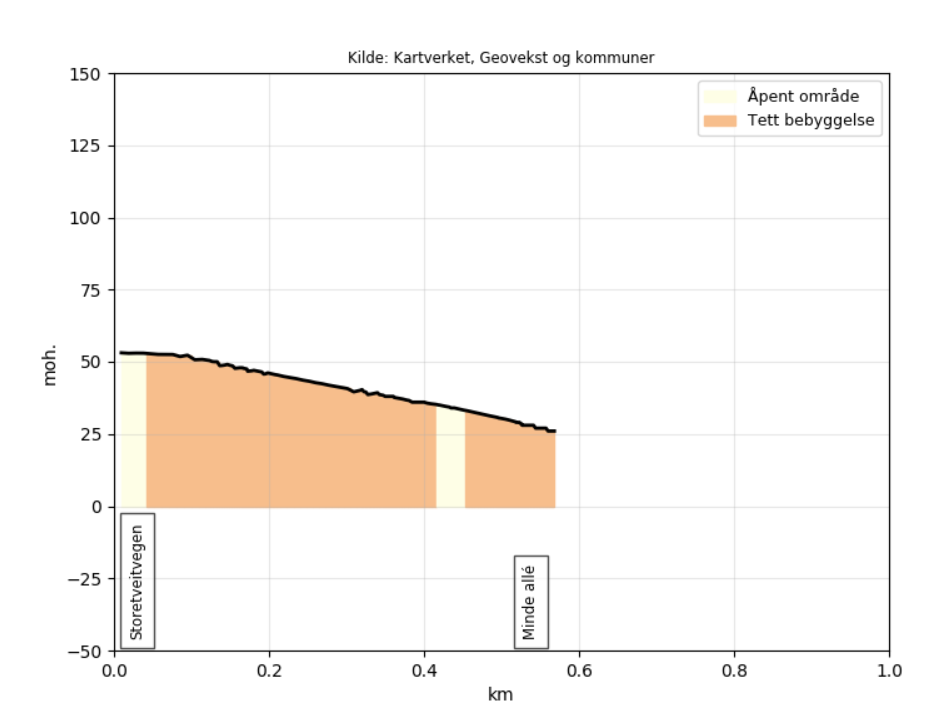 Kilde: Kartverket, Geovekst og kommuner
150
125
100
75
50
25
0
−25
−50
moh.
Åpent område
Tett bebyggelse
Storetveitvegen
Minde allé
0.0
0.2
0.4
0.6
0.8
1.0
km